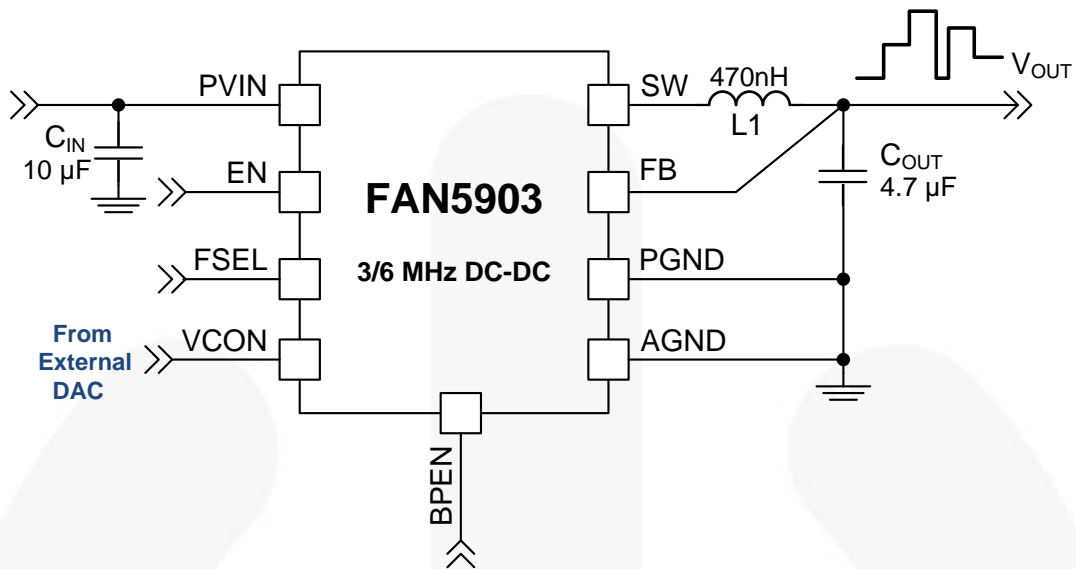 PVIN
C_IN
10 µF
EN
FSEL
From
External
DAC
VCON
FAN5903
3/6 MHz DC-DC
BPEN
SW
470nH
L1
FB
PGND
AGND
V_OUT
C_OUT
4.7 µF